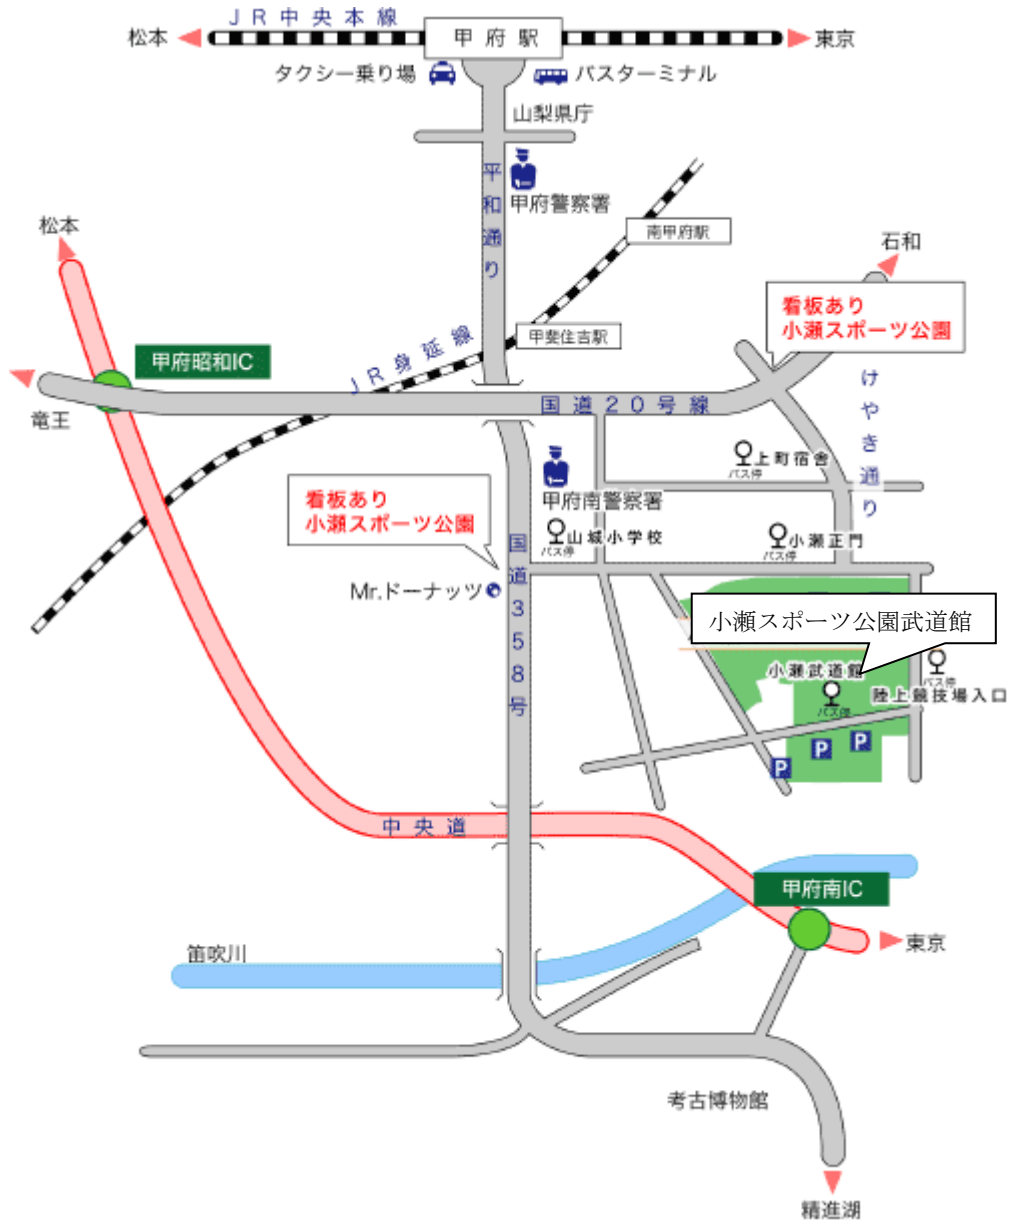 JR中央本線
松本
甲府駅
東京
タクシー乗り場
バスターミナル
山梨県庁
平和通り
甲府警察署
松本
南甲府駅
石和
看板あり
小瀬スポーツ公園
甲斐住吉駅
JR身延線
甲府昭和IC
けやき通り
竜王
国道20号線
上町宿舎
バス停
甲府南警察署
看板あり
小瀬スポーツ公園
山城小学校
バス停
小瀬正門
バス停
国道358号
Mr.ドーナッツ
小瀬スポーツ公園武道館
小瀬武道館
バス停
バス停
陸上競技場入口
P
P
P
中央道
甲府南IC
笛吹川
東京
考古博物館
精進湖